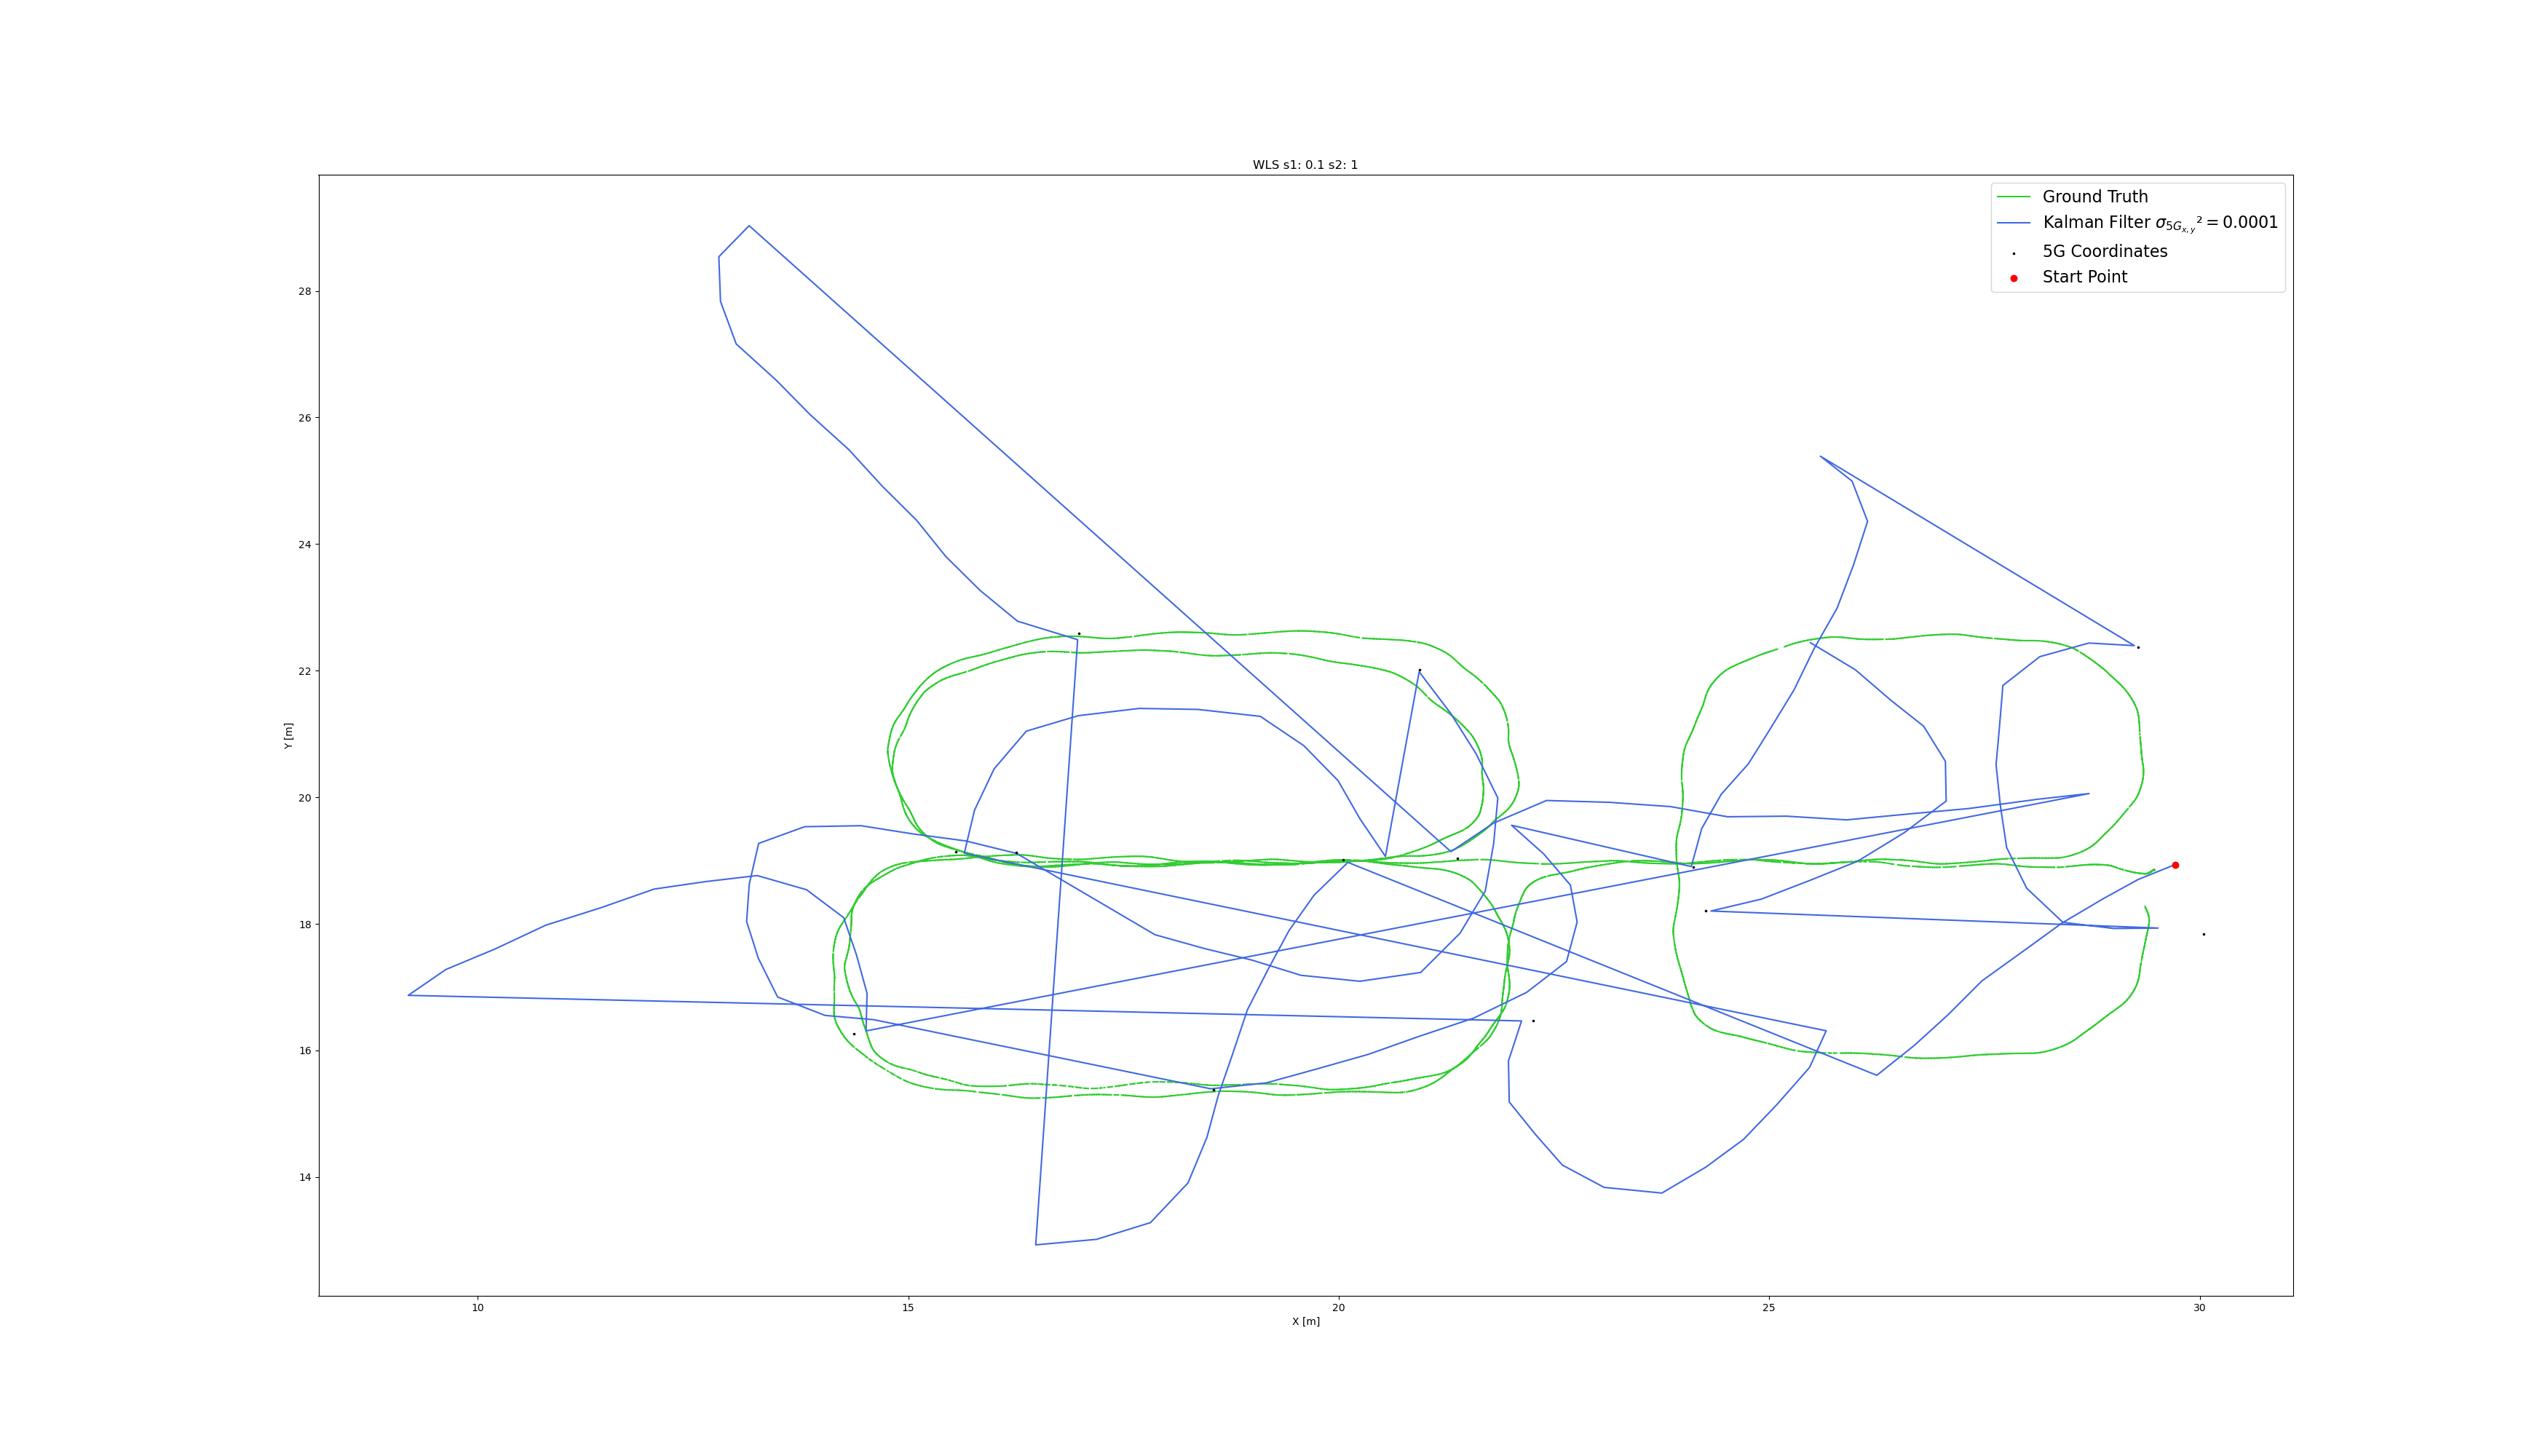 WLS s1: 0.1 s2: 1
Ground Truth
Kalman Filter σ5Gx,y² = 0.0001
5G Coordinates
Start Point
28
26
24
22
20
18
16
14
Y [m]
10 15 20 25 30
X [m]